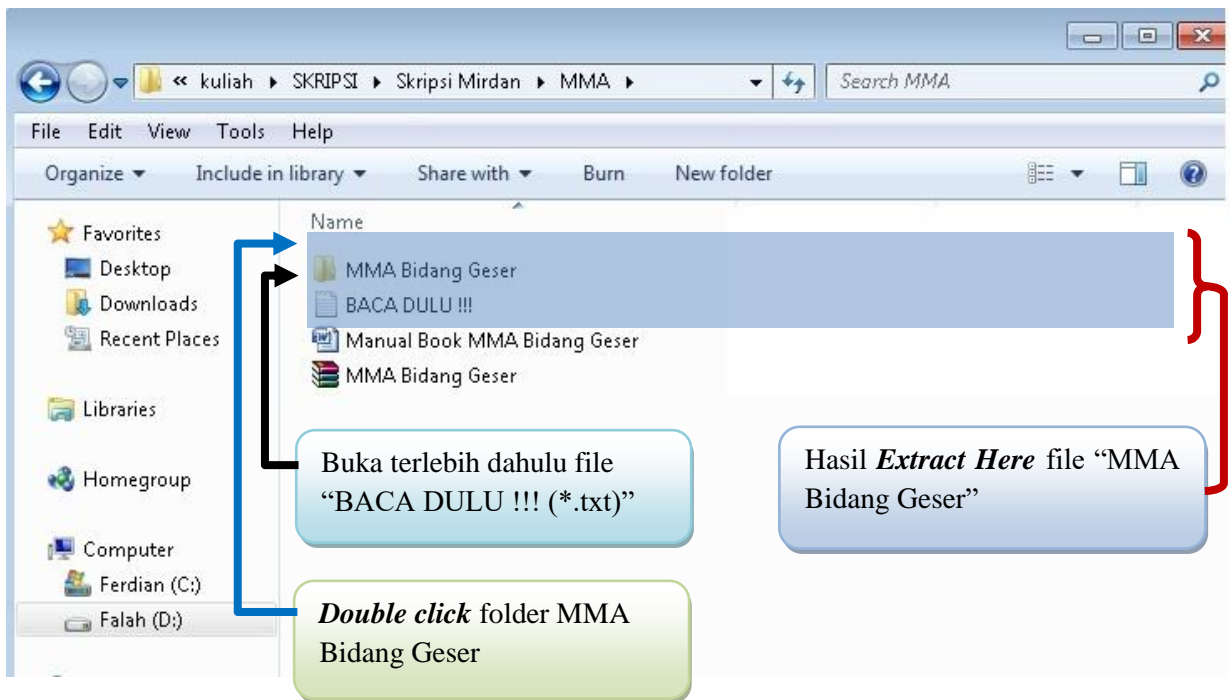 « kuliah ▸ SKRIPSI ▸ Skripsi Mirdan ▸ MMA ▸ Search MMA
File Edit View Tools Help
Organize ▾ Include in library ▾ Share with ▾ Burn New folder
Name
Favorites
Desktop
Downloads
Recent Places
Libraries
Homegroup
Computer
Ferdian (C:)
Falah (D:)
MMA Bidang Geser
BACA DULU !!!
Manual Book MMA Bidang Geser
MMA Bidang Geser
Buka terlebih dahulu file
“BACA DULU !!! (*.txt)”
Hasil Extract Here file “MMA
Bidang Geser”
Double click folder MMA
Bidang Geser